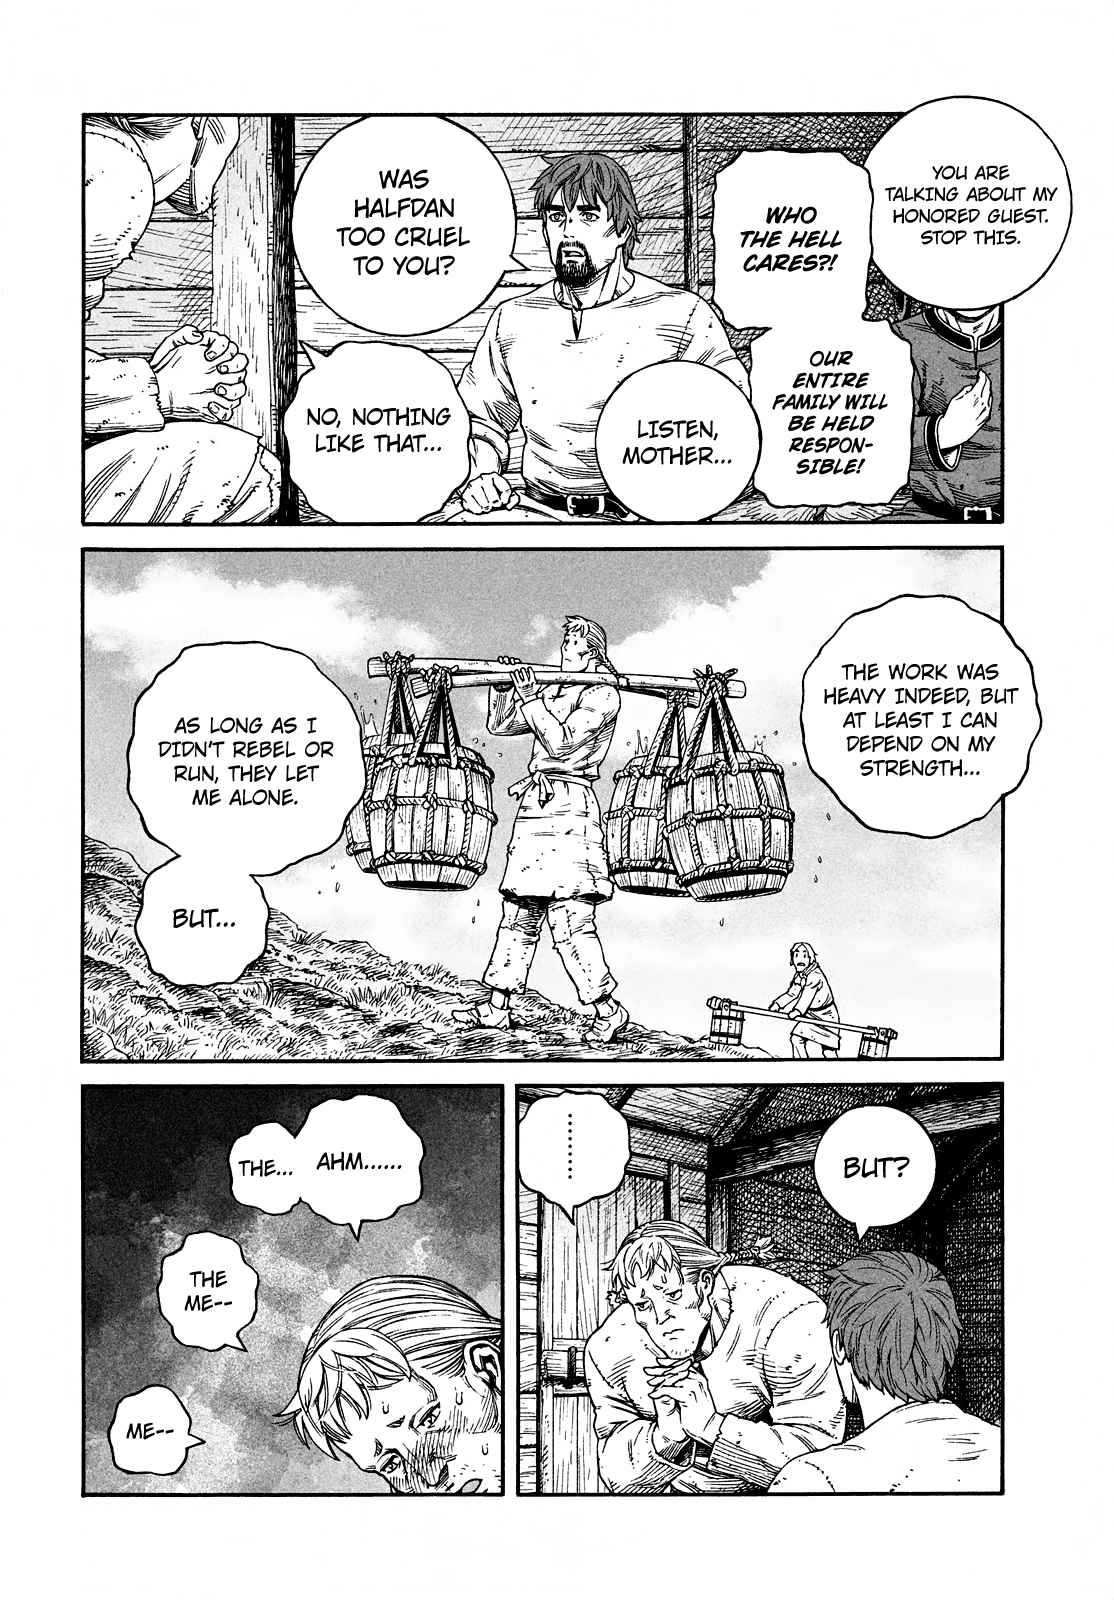 YOU ARE
TALKING ABOUT MY
HONORED GUEST.
STOP THIS.
WHO
THE HELL
CARES?!
OUR
ENTIRE
FAMILY WILL
BE HELD
RESPON-
SIBLE!
LISTEN,
MOTHER...
WAS
HALFDAN
TOO CRUEL
TO YOU?
NO, NOTHING
LIKE THAT...
THE WORK WAS
HEAVY INDEED, BUT
AT LEAST I CAN
DEPEND ON MY
STRENGTH...
AS LONG AS I
DIDN'T REBEL OR
RUN, THEY LET
ME ALONE.
BUT...
BUT?
.........
AHM......
THE...
THE
ME--
ME--